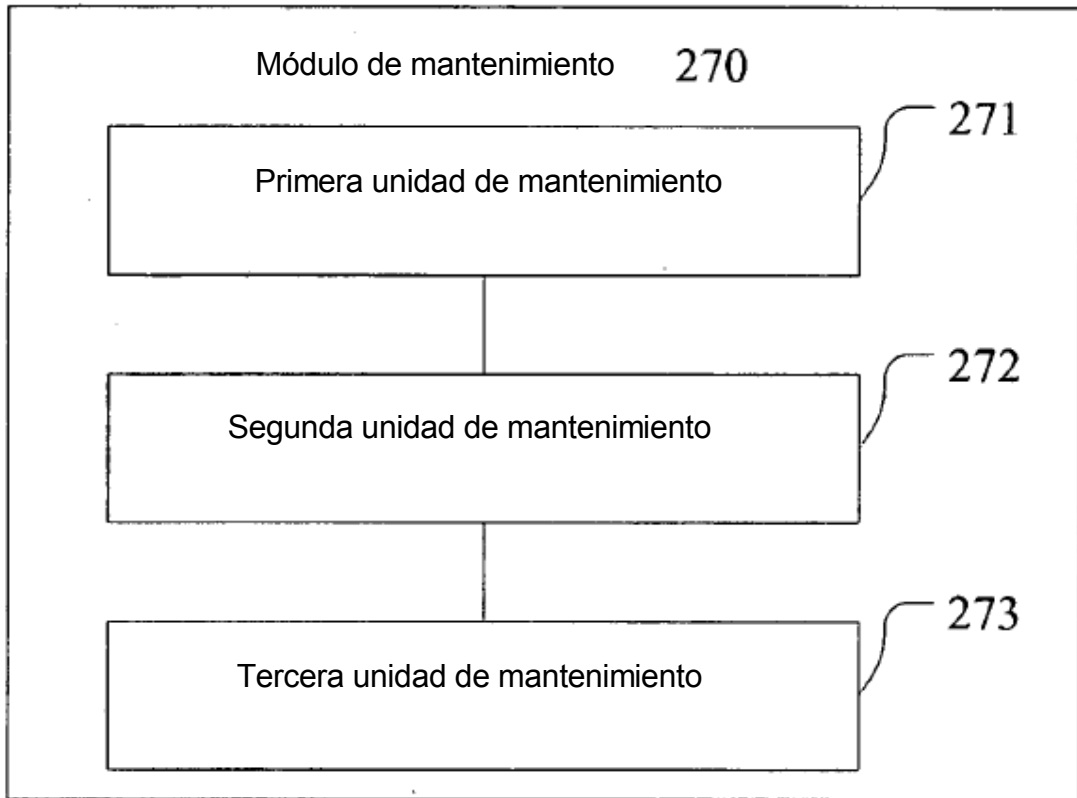 Módulo de mantenimiento 270
271
Primera unidad de mantenimiento
272
Segunda unidad de mantenimiento
273
Tercera unidad de mantenimiento